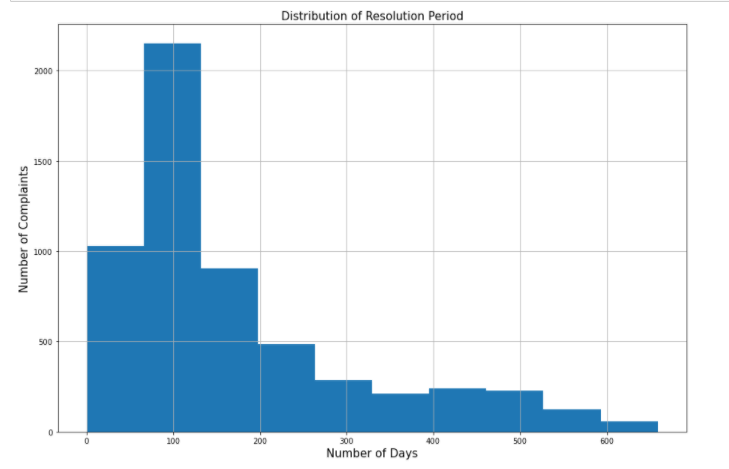 Distribution of Resolution Period
Number of Complaints
2000
1500
1000
500
0
0 100 200 300 400 500 600
Number of Days